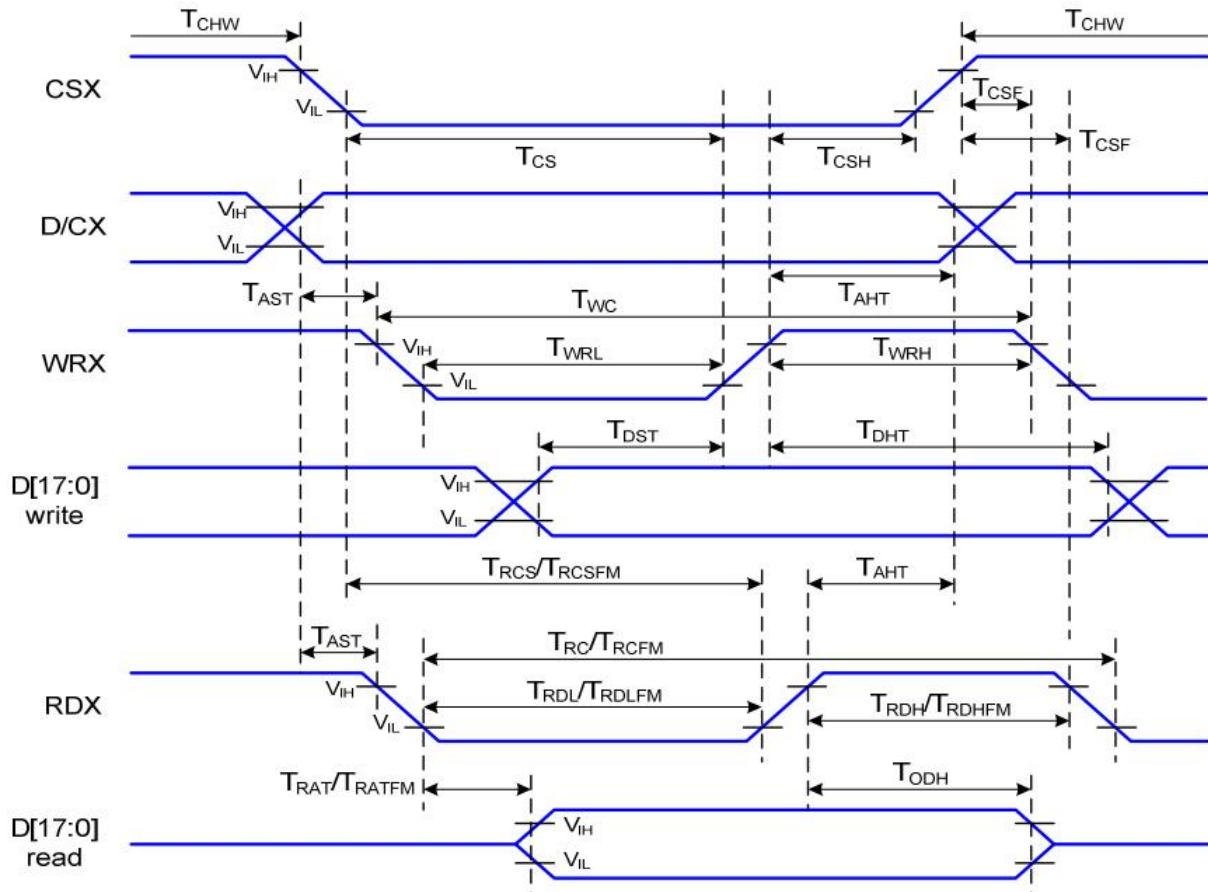 TCHW TCHW
CSX
VIH
VIL
TCSF
TCSF
TCS TCSH
D/CX
VIH
VIL
TAST TWC TAHT
WRX
VIH
VIL
TWRL TWRH
TDST TDHT
D[17:0]
write
VIH
VIL
TRCS/TRCSFM TAHT
TAST TRC/TRCFM
RDX
VIH
VIL
TRDL/TRDLFM TRDH/TRDHFM
TRAT/TRATFM TODH
D[17:0]
read
VIH
VIL